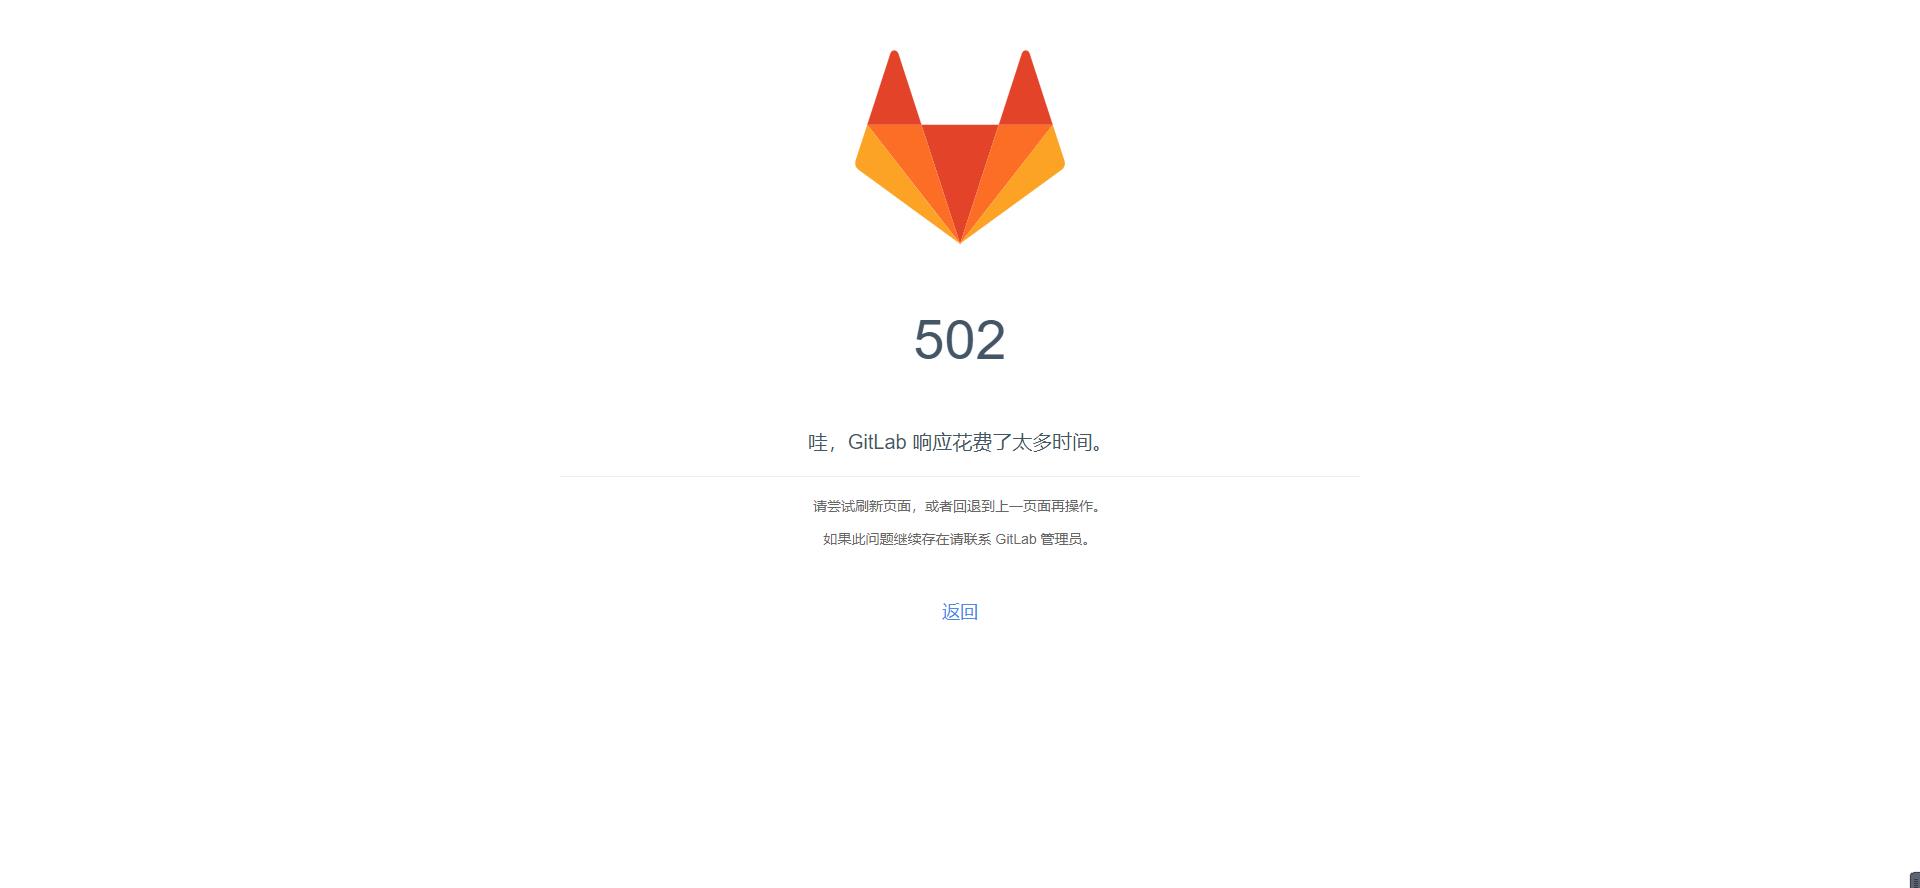 502
哇，GitLab 响应花费了太多时间。
请尝试刷新页面，或者回退到上一页面再操作。
如果此问题继续存在请联系 GitLab 管理员。
返回